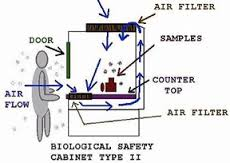 AIR FILTER
DOOR
SAMPLES
AIR
FLOW
COUNTER
TOP
AIR FILTER
BIOLOGICAL SAFETY
CABINET TYPE II